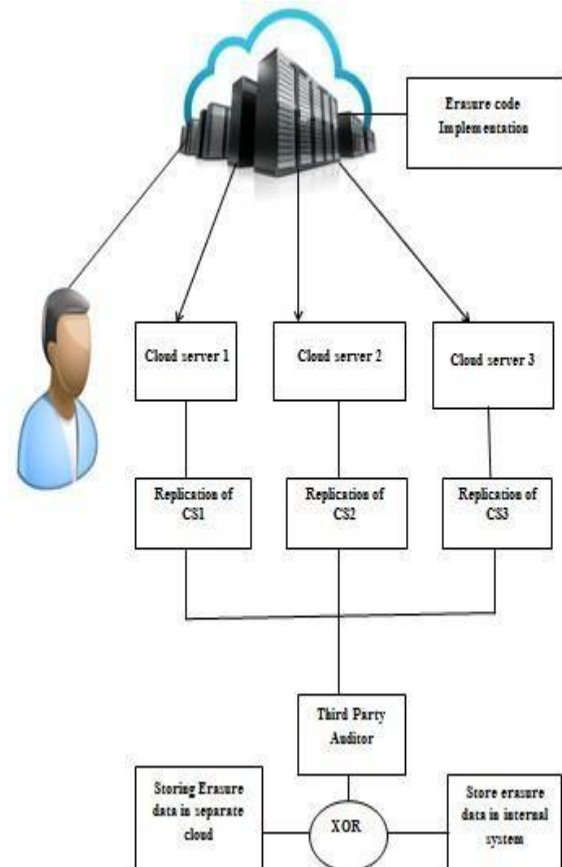 Erasure code
Implementation
Cloud server 1
Cloud server 2
Cloud server 3
Replication of
CS1
Replication of
CS2
Replication of
CS3
Third Party
Auditor
Storing Erasure
data in separate
cloud
XOR
Store erasure
data in internal
system